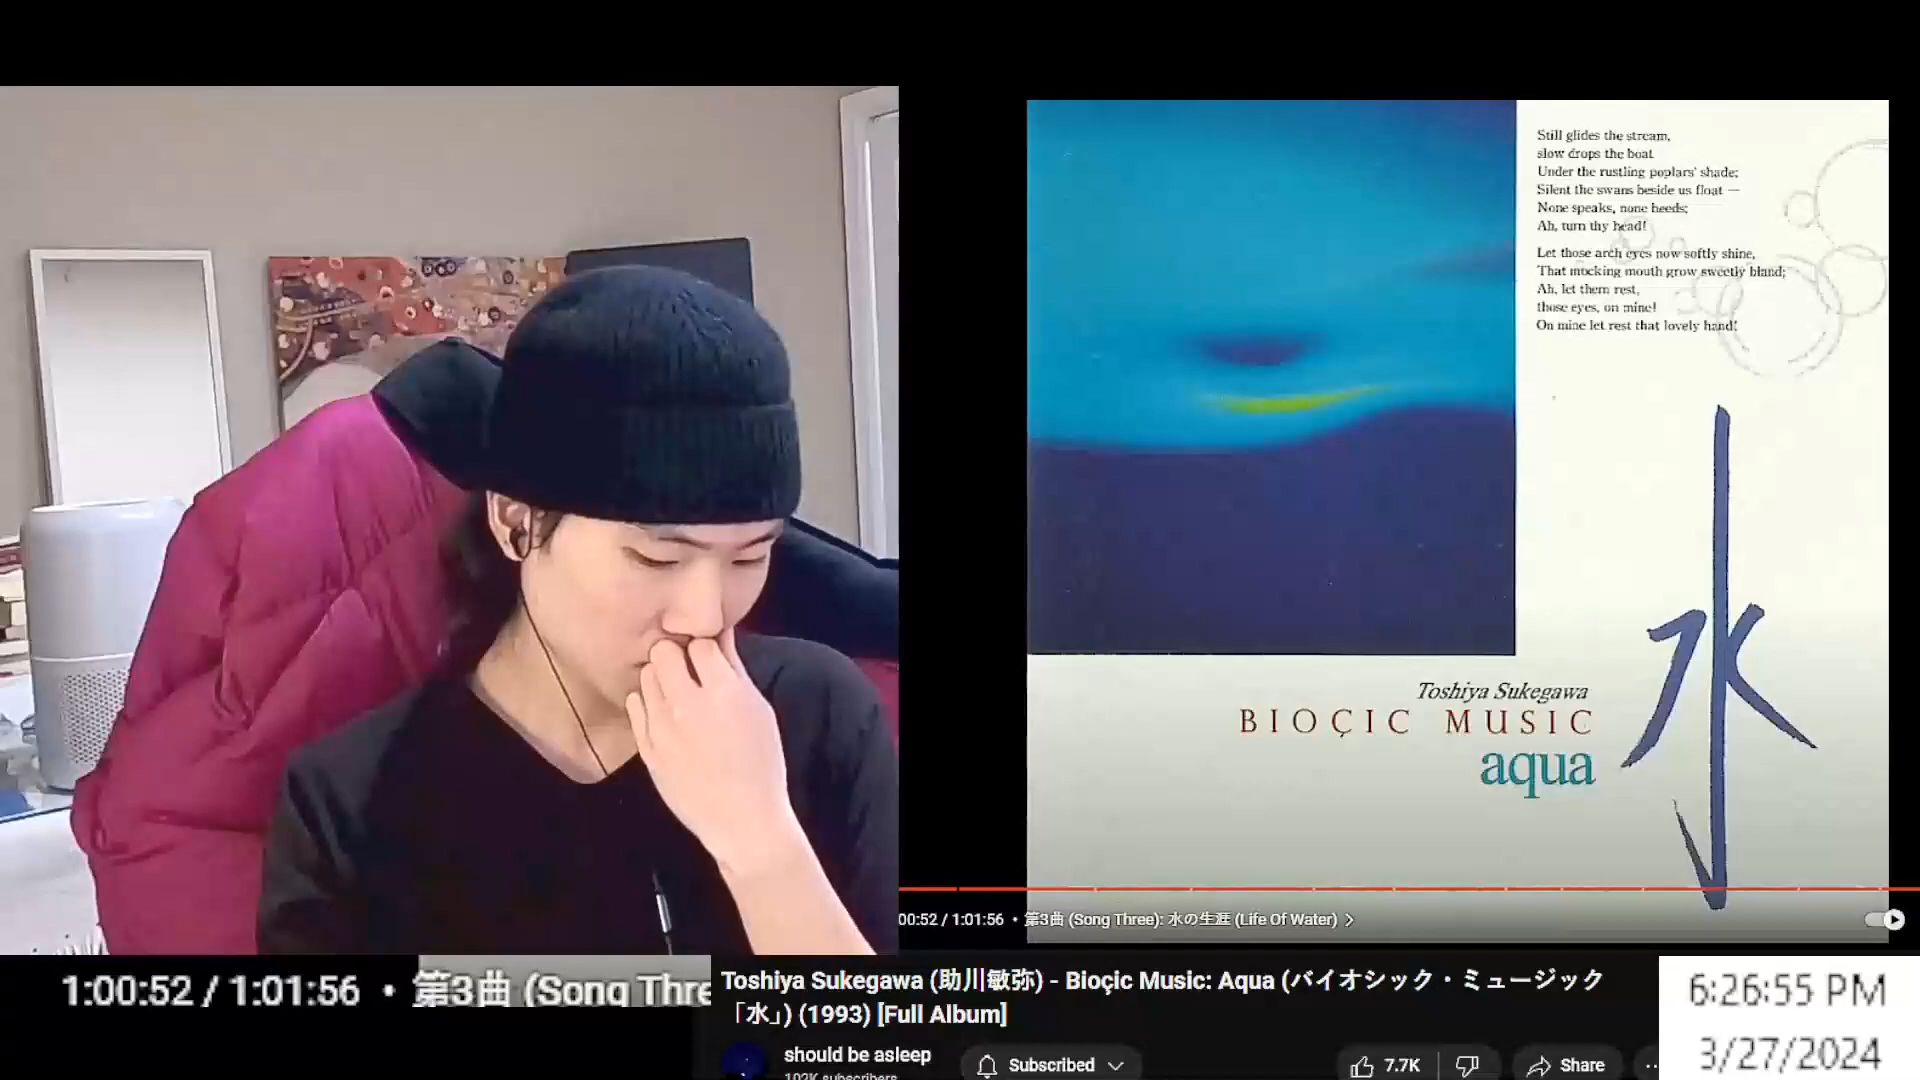 Still glides the stream,
slow drops the boat
Under the rustling poplars' shade;
Silent the swans beside us float —
None speaks, none heeds;
Ah, turn thy head!
Let those arch eyes now softly shine,
That mocking mouth grow sweetly bland;
Ah, let them rest,
those eyes, on mine!
On mine let rest that lovely hand!
水
Toshiya Sukegawa
BIOÇIC MUSIC
aqua
00:52 / 1:01:56 • 第3曲 (Song Three): 水の生涯 (Life Of Water)
1:00:52 / 1:01:56 • 第3曲 (Song Thre
Toshiya Sukegawa (助川敏弥) - Bioçic Music: Aqua (バイオシック・ミュージック
「水」) (1993) [Full Album]
should be asleep
102K subscribers
Subscribed
7.7K
Share
6:26:55 PM
3/27/2024